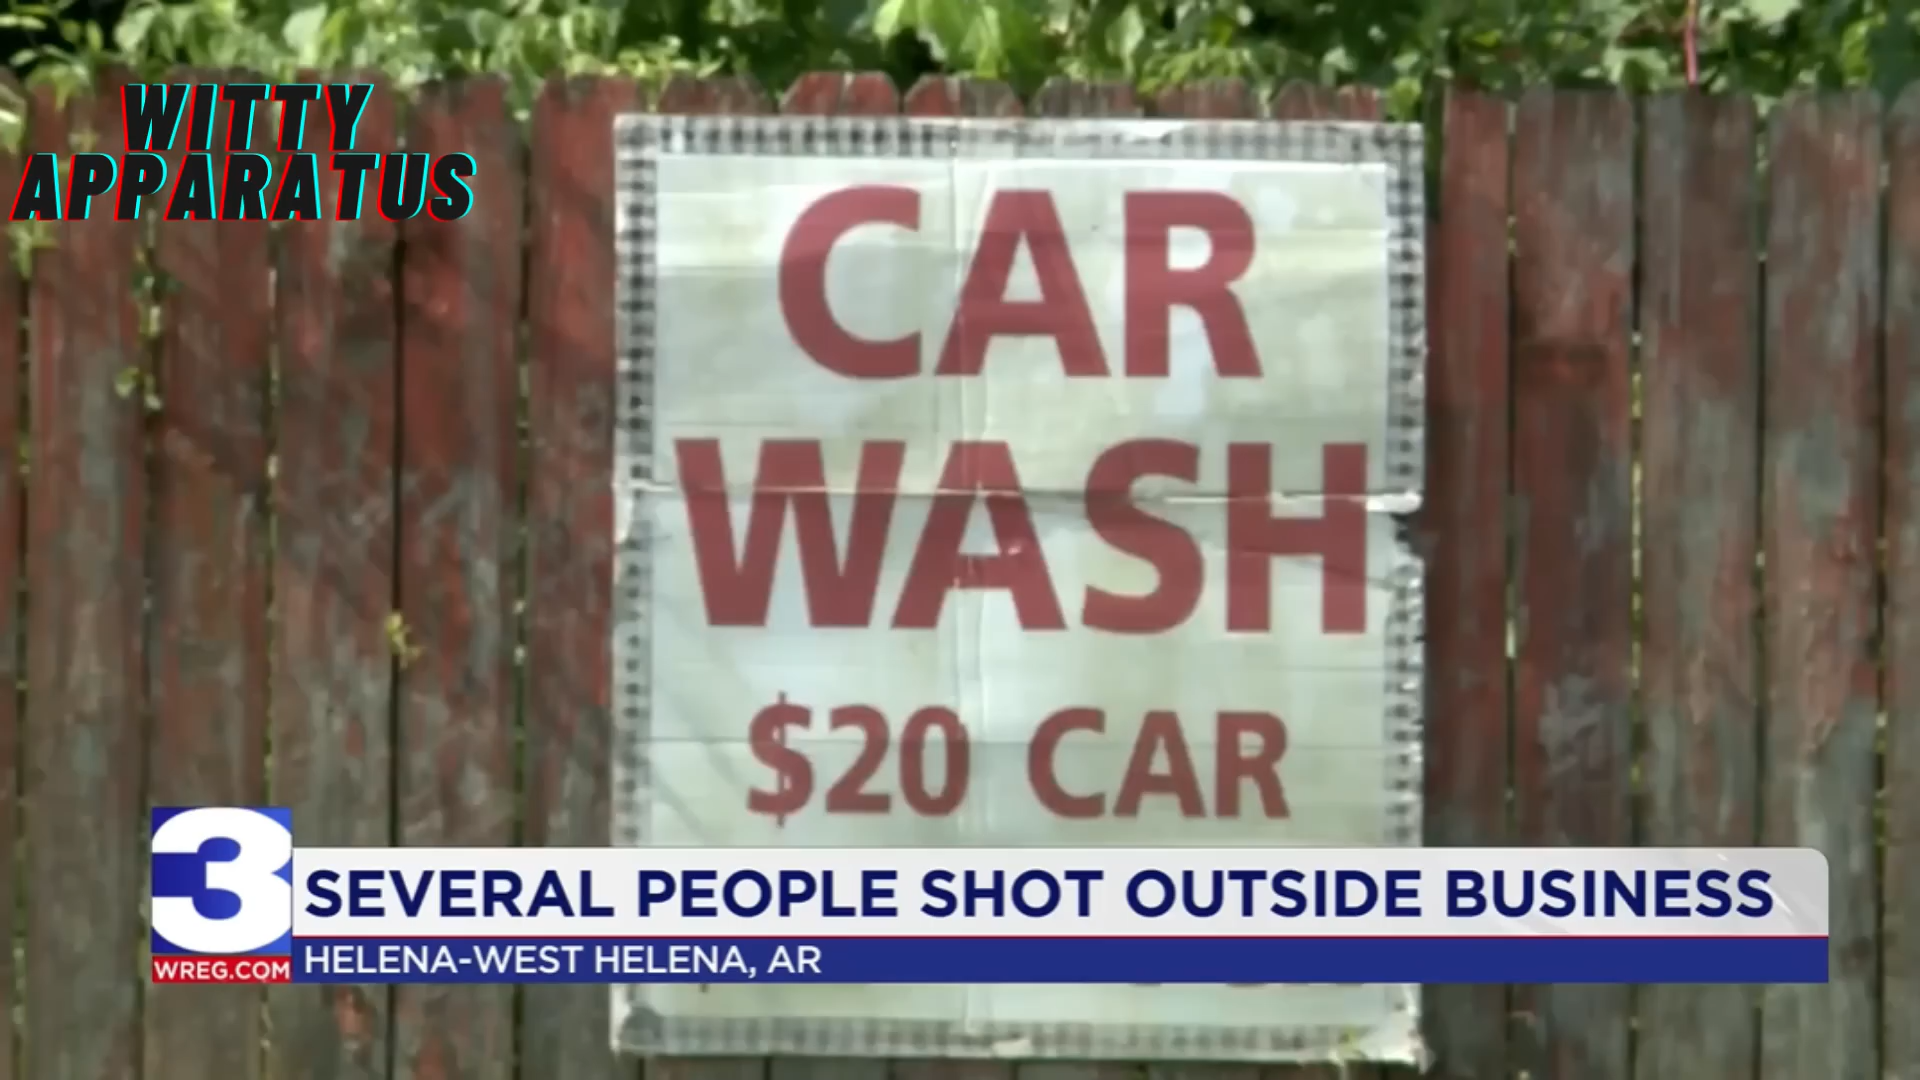 WITTY
APPARATUS
CAR
WASH
$20 CAR
3
SEVERAL PEOPLE SHOT OUTSIDE BUSINESS
WREG.COM
HELENA-WEST HELENA, AR